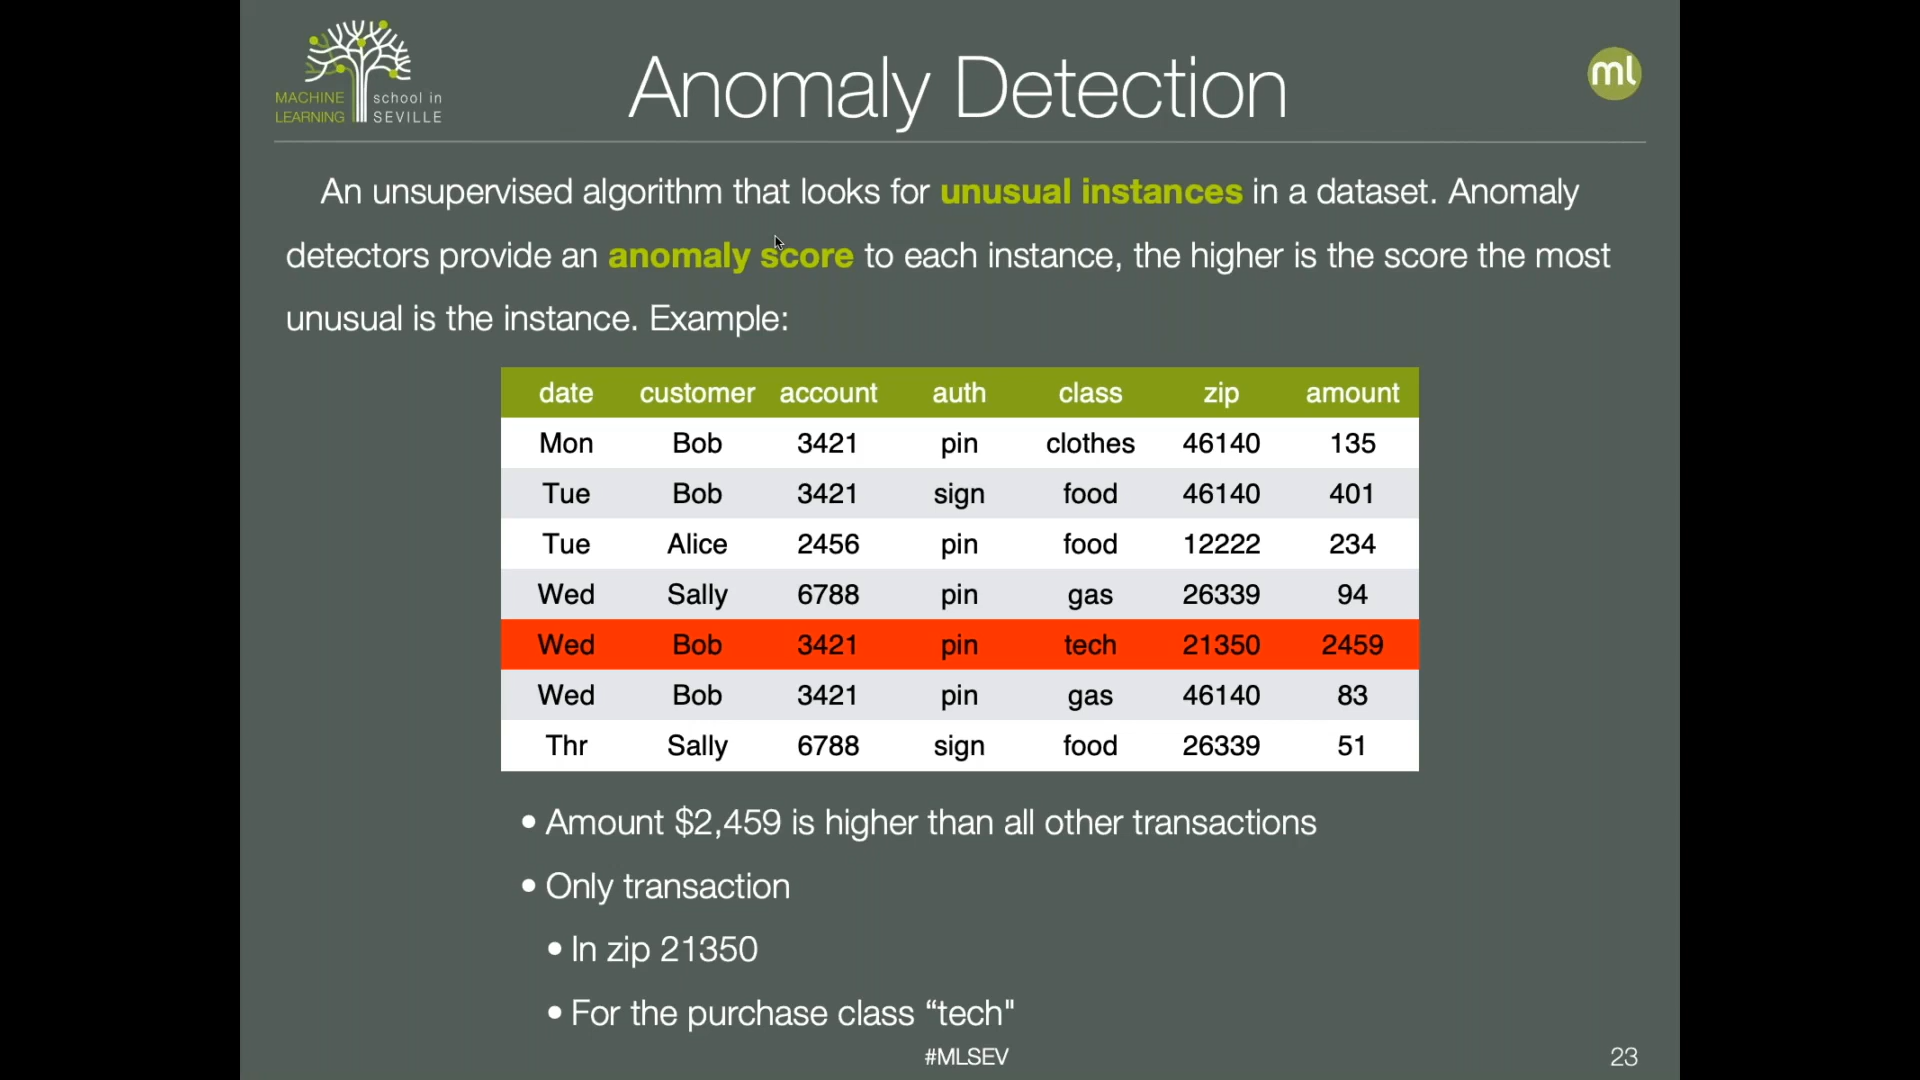 MACHINE LEARNING school in SEVILLE
Anomaly Detection
ml
An unsupervised algorithm that looks for unusual instances in a dataset. Anomaly
detectors provide an anomaly score to each instance, the higher is the score the most
unusual is the instance. Example:
date customer account auth class zip amount
Mon Bob 3421 pin clothes 46140 135
Tue Bob 3421 sign food 46140 401
Tue Alice 2456 pin food 12222 234
Wed Sally 6788 pin gas 26339 94
Wed Bob 3421 pin tech 21350 2459
Wed Bob 3421 pin gas 46140 83
Thr Sally 6788 sign food 26339 51
• Amount $2,459 is higher than all other transactions
• Only transaction
• In zip 21350
• For the purchase class “tech"
#MLSEV
23